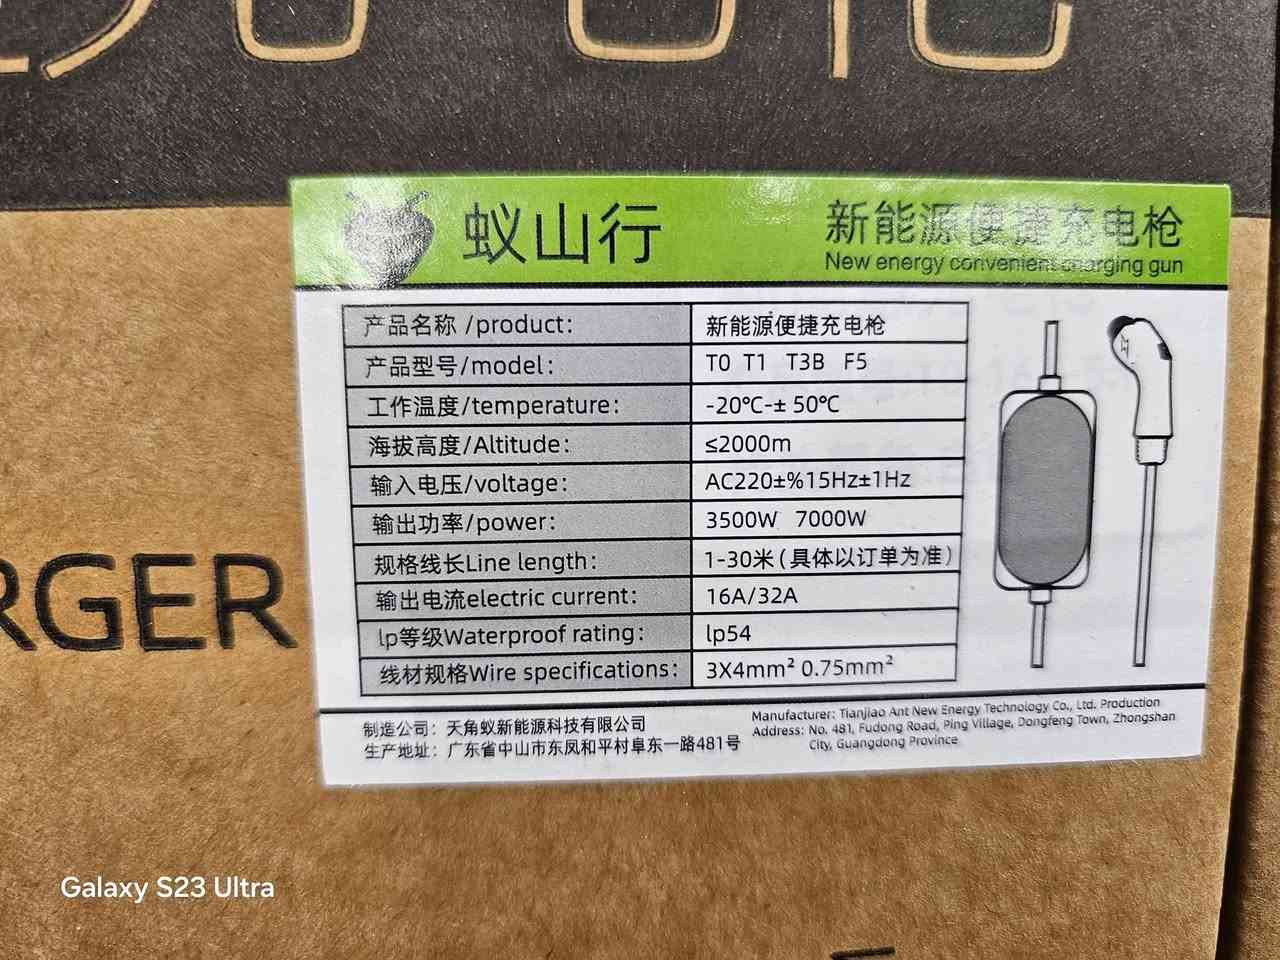 蚁山行
新能源便捷充电枪
New energy convenient charging gun
产品名称 /product: 新能源便捷充电枪
产品型号/model: T0 T1 T3B F5
工作温度/temperature: -20℃-± 50℃
海拔高度/Altitude: ≤2000m
输入电压/voltage: AC220±%15Hz±1Hz
输出功率/power: 3500W 7000W
规格线长Line length: 1-30米(具体以订单为准)
输出电流electric current: 16A/32A
lp等级Waterproof rating: lp54
线材规格Wire specifications: 3X4mm² 0.75mm²
制造公司: 天角蚁新能源科技有限公司
生产地址: 广东省中山市东凤和平村阜东一路481号
Manufacturer: Tianjiao Ant New Energy Technology Co., Ltd. Production
Address: No. 481, Fudong Road, Ping Village, Dongfeng Town, Zhongshan
City, Guangdong Province
RGER
Galaxy S23 Ultra